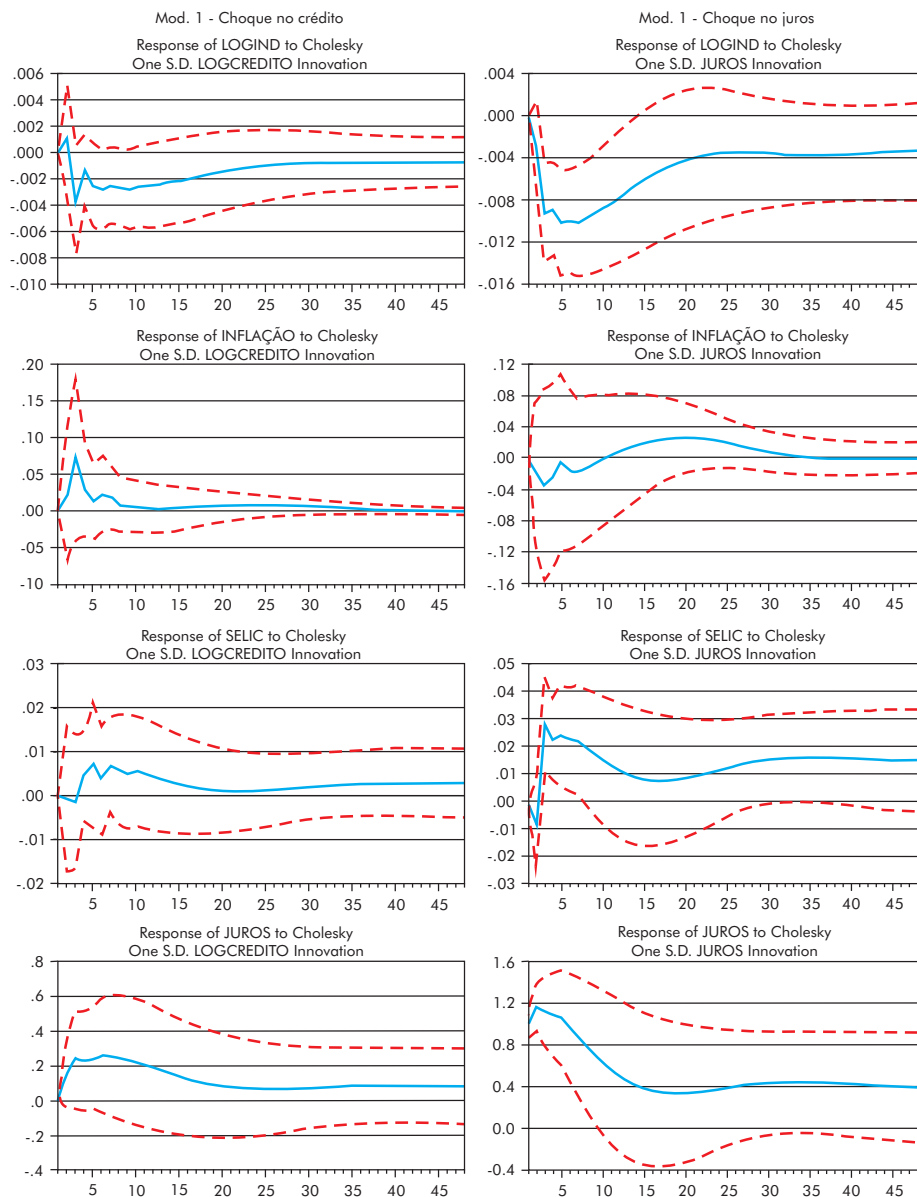 Mod. 1 - Choque no crédito
Response of LOGIND to Cholesky
One S.D. LOGCREDITO Innovation
.006
.004
.002
.000
-.002
-.004
-.006
-.008
-.010
5 10 15 20 25 30 35 40 45
Response of INFLAÇÃO to Cholesky
One S.D. LOGCREDITO Innovation
.20
.15
.10
.05
.00
-05
-10
5 10 15 20 25 30 35 40 45
Response of SELIC to Cholesky
One S.D. LOGCREDITO Innovation
.03
.02
.01
.00
-.01
-.02
5 10 15 20 25 30 35 40 45
Response of JUROS to Cholesky
One S.D. LOGCREDITO Innovation
.8
.6
.4
.2
.0
-.2
-.4
5 10 15 20 25 30 35 40 45
Mod. 1 - Choque no juros
Response of LOGIND to Cholesky
One S.D. JUROS Innovation
.004
.000
-.004
-.008
-.012
-.016
5 10 15 20 25 30 35 40 45
Response of INFLAÇÃO to Cholesky
One S.D. JUROS Innovation
.12
.08
.04
.00
-.04
-.08
-.12
-.16
5 10 15 20 25 30 35 40 45
Response of SELIC to Cholesky
One S.D. JUROS Innovation
.05
.04
.03
.02
.01
-.00
-.01
-.02
-.03
5 10 15 20 25 30 35 40 45
Response of JUROS to Cholesky
One S.D. JUROS Innovation
1.6
1.2
0.8
0.4
0.0
-0.4
5 10 15 20 25 30 35 40 45